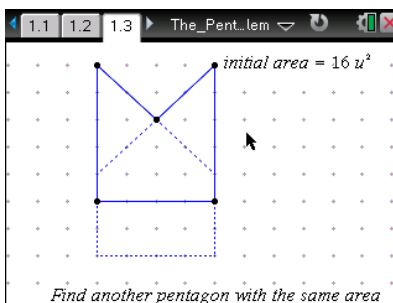 1.1 1.2 1.3 The_Pent...lem
initial area = 16 u²
Find another pentagon with the same area